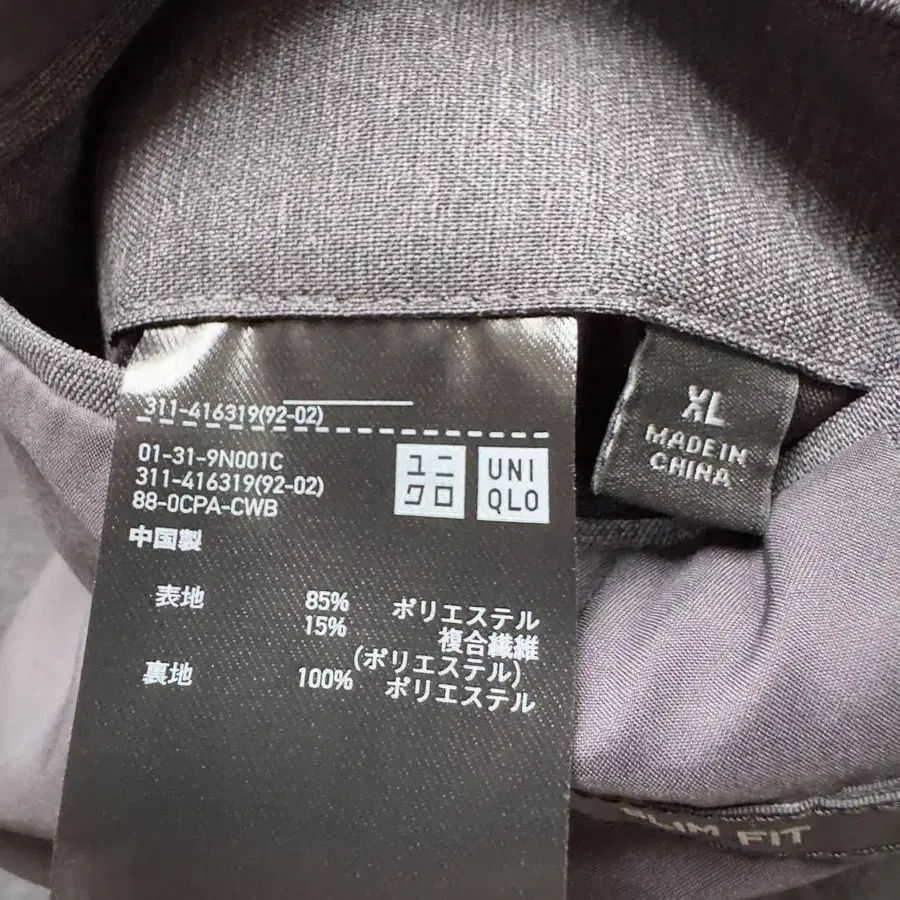 311-416319(92-02)
01-31-9N001C
311-416319(92-02)
88-0CPA-CWB
中国製
ユニ
クロ
UNI
QLO
表地 85% ポリエステル
15% 複合繊維
(ポリエステル)
裏地 100% ポリエステル
XL
MADE IN
CHINA
SLIM FIT